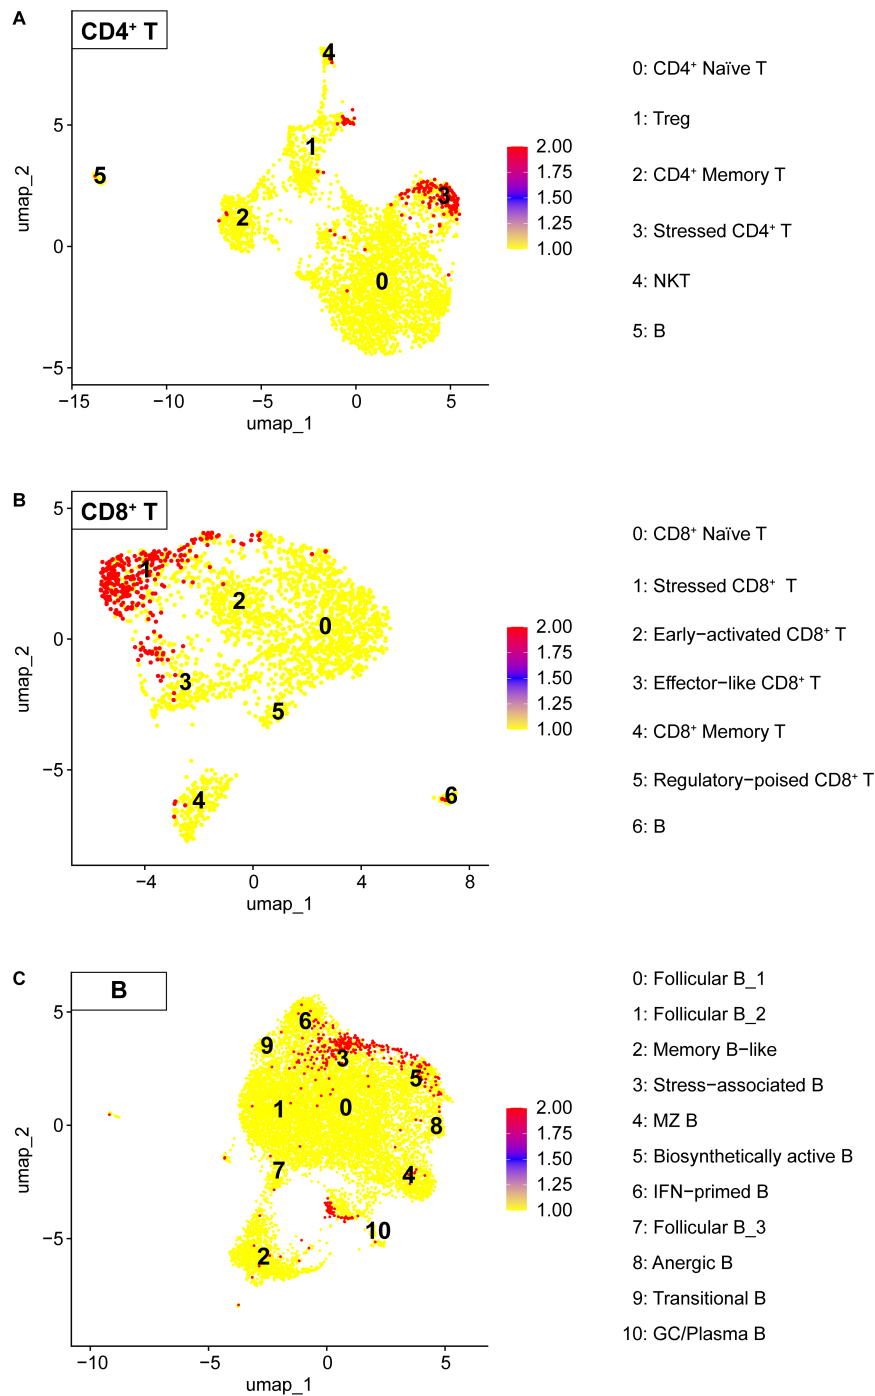 A
CD4⁺ T
umap_2
5
0
−5
−15
−10
−5
0
5
umap_1
4
1
5
3
2
0
2.00
1.75
1.50
1.25
1.00
0: CD4⁺ Naïve T
1: Treg
2: CD4⁺ Memory T
3: Stressed CD4⁺ T
4: NKT
5: B
B
CD8⁺ T
umap_2
5
0
−5
−4
0
4
8
umap_1
1
2
0
3
5
4
6
2.00
1.75
1.50
1.25
1.00
0: CD8⁺ Naïve T
1: Stressed CD8⁺ T
2: Early−activated CD8⁺ T
3: Effector−like CD8⁺ T
4: CD8⁺ Memory T
5: Regulatory−poised CD8⁺ T
6: B
C
B
umap_2
5
0
−5
−10
−5
0
5
umap_1
6
9
3
5
1
0
8
7
4
10
2
2.00
1.75
1.50
1.25
1.00
0: Follicular B_1
1: Follicular B_2
2: Memory B−like
3: Stress−associated B
4: MZ B
5: Biosynthetically active B
6: IFN−primed B
7: Follicular B_3
8: Anergic B
9: Transitional B
10: GC/Plasma B